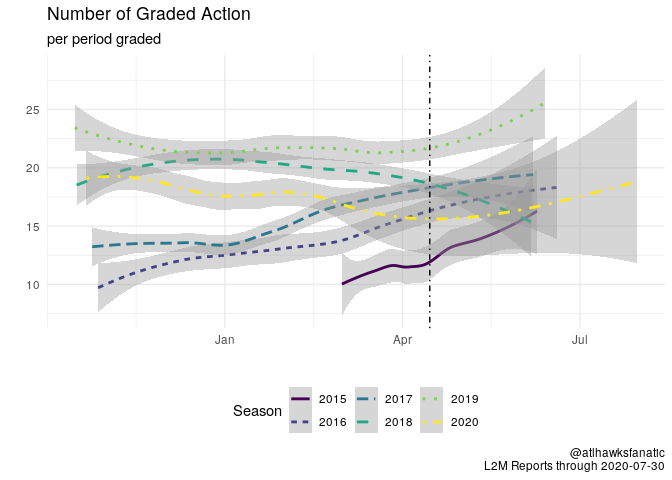 Number of Graded Action
per period graded
25
20
15
10
Jan
Apr
Jul
Season
2015
2017
2019
2016
2018
2020
@atlhawksfanatic
L2M Reports through 2020-07-30